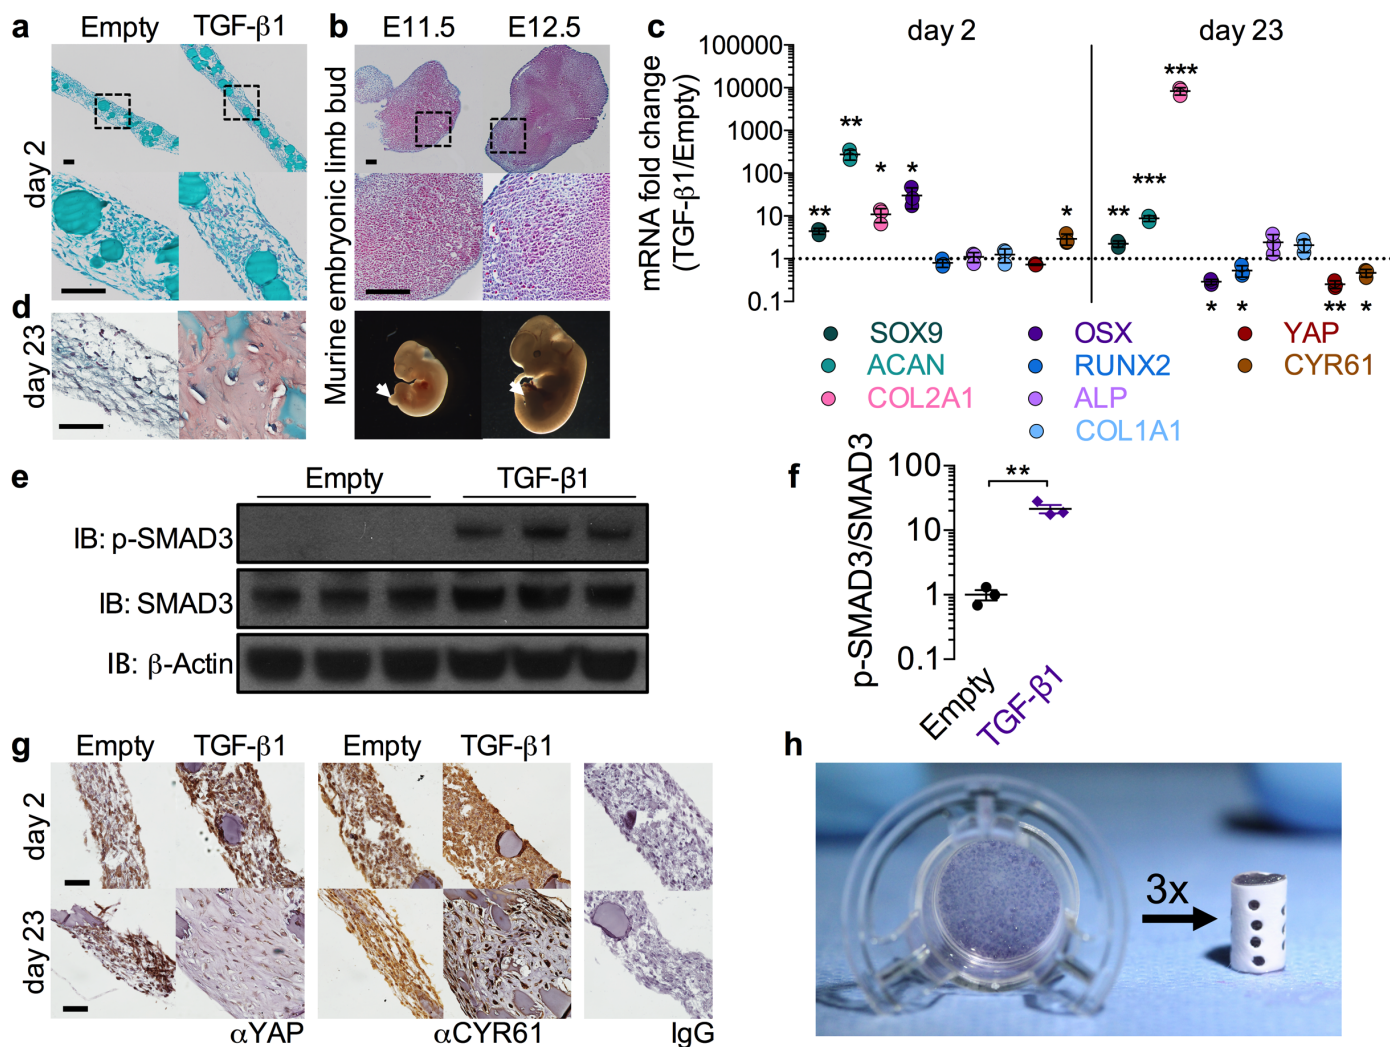 a
Empty
TGF-β1
day 2
b
E11.5
E12.5
Murine embryonic limb bud
c
day 2
day 23
mRNA fold change
(TGF-β1/Empty)
100000
10000
1000
100
10
1
0.1
**
**
*
*
*
**
***
***
*
*
**
*
SOX9
ACAN
COL2A1
OSX
RUNX2
ALP
COL1A1
YAP
CYR61
d
day 23
e
Empty
TGF-β1
IB: p-SMAD3
IB: SMAD3
IB: β-Actin
f
p-SMAD3/SMAD3
100
10
1
0.1
**
Empty
TGF-β1
g
Empty
TGF-β1
Empty
TGF-β1
day 2
day 23
αYAP
αCYR61
IgG
h
3x